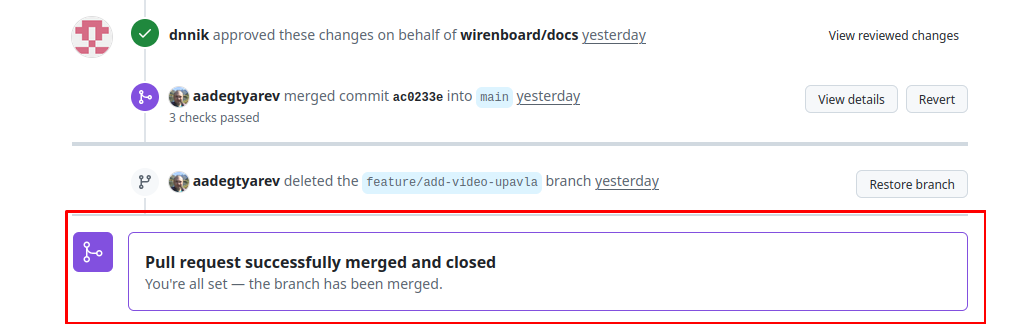 dnnik approved these changes on behalf of wirenboard/docs yesterday
View reviewed changes
aadegtyarev merged commit ac0233e into main yesterday
View details
Revert
3 checks passed
aadegtyarev deleted the feature/add-video-upavla branch yesterday
Restore branch
Pull request successfully merged and closed
You're all set — the branch has been merged.